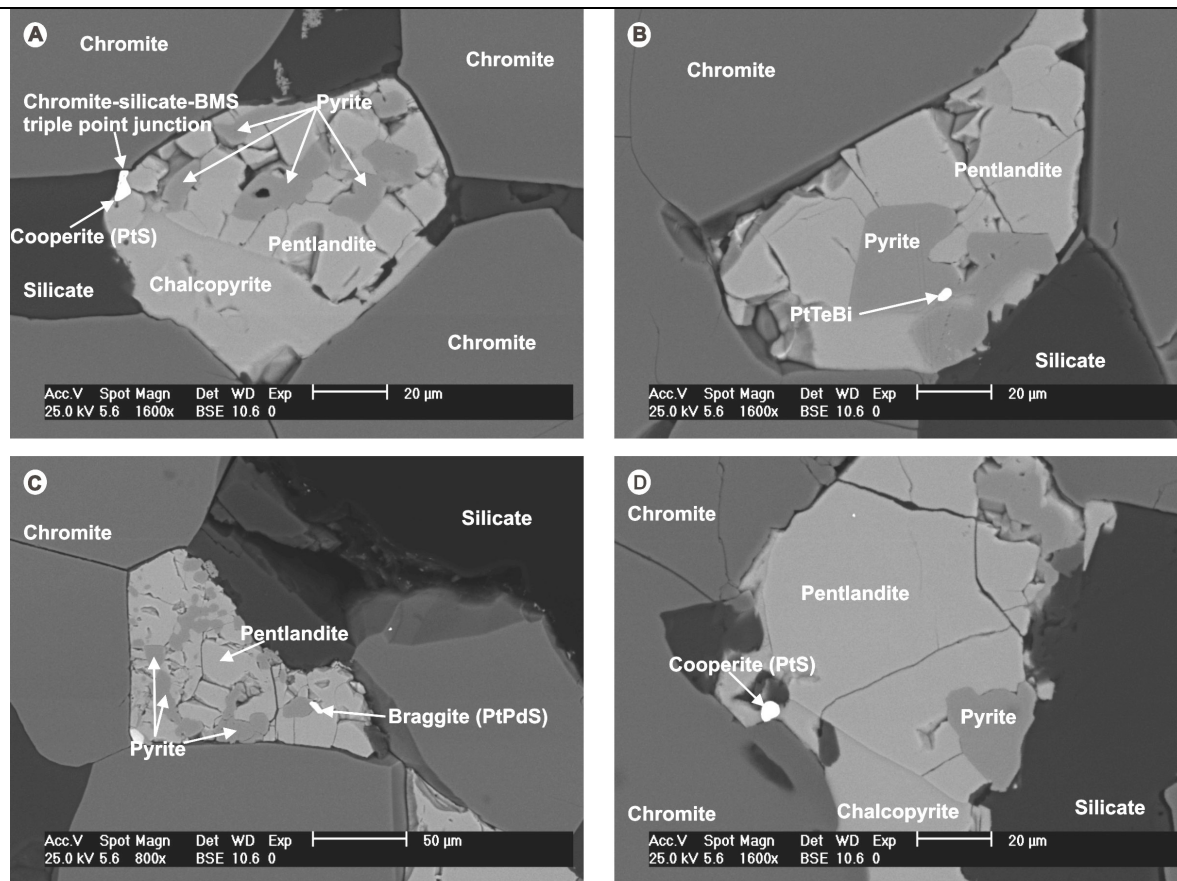 A
Chromite
Chromite
Chromite-silicate-BMS
triple point junction
Pyrite
Cooperite (PtS)
Pentlandite
Silicate
Chalcopyrite
Chromite
Acc.V Spot Magn Det WD Exp 20 µm
25.0 kV 5.6 1600x BSE 10.6 0
B
Chromite
Pentlandite
Pyrite
PtTeBi
Silicate
Acc.V Spot Magn Det WD Exp 20 µm
25.0 kV 5.6 1600x BSE 10.6 0
C
Silicate
Chromite
Pentlandite
Braggite (PtPdS)
Pyrite
Acc.V Spot Magn Det WD Exp 50 µm
25.0 kV 5.6 800x BSE 10.6 0
D
Chromite
Pentlandite
Cooperite (PtS)
Pyrite
Chromite
Chalcopyrite
Silicate
Acc.V Spot Magn Det WD Exp 20 µm
25.0 kV 5.6 1600x BSE 10.6 0